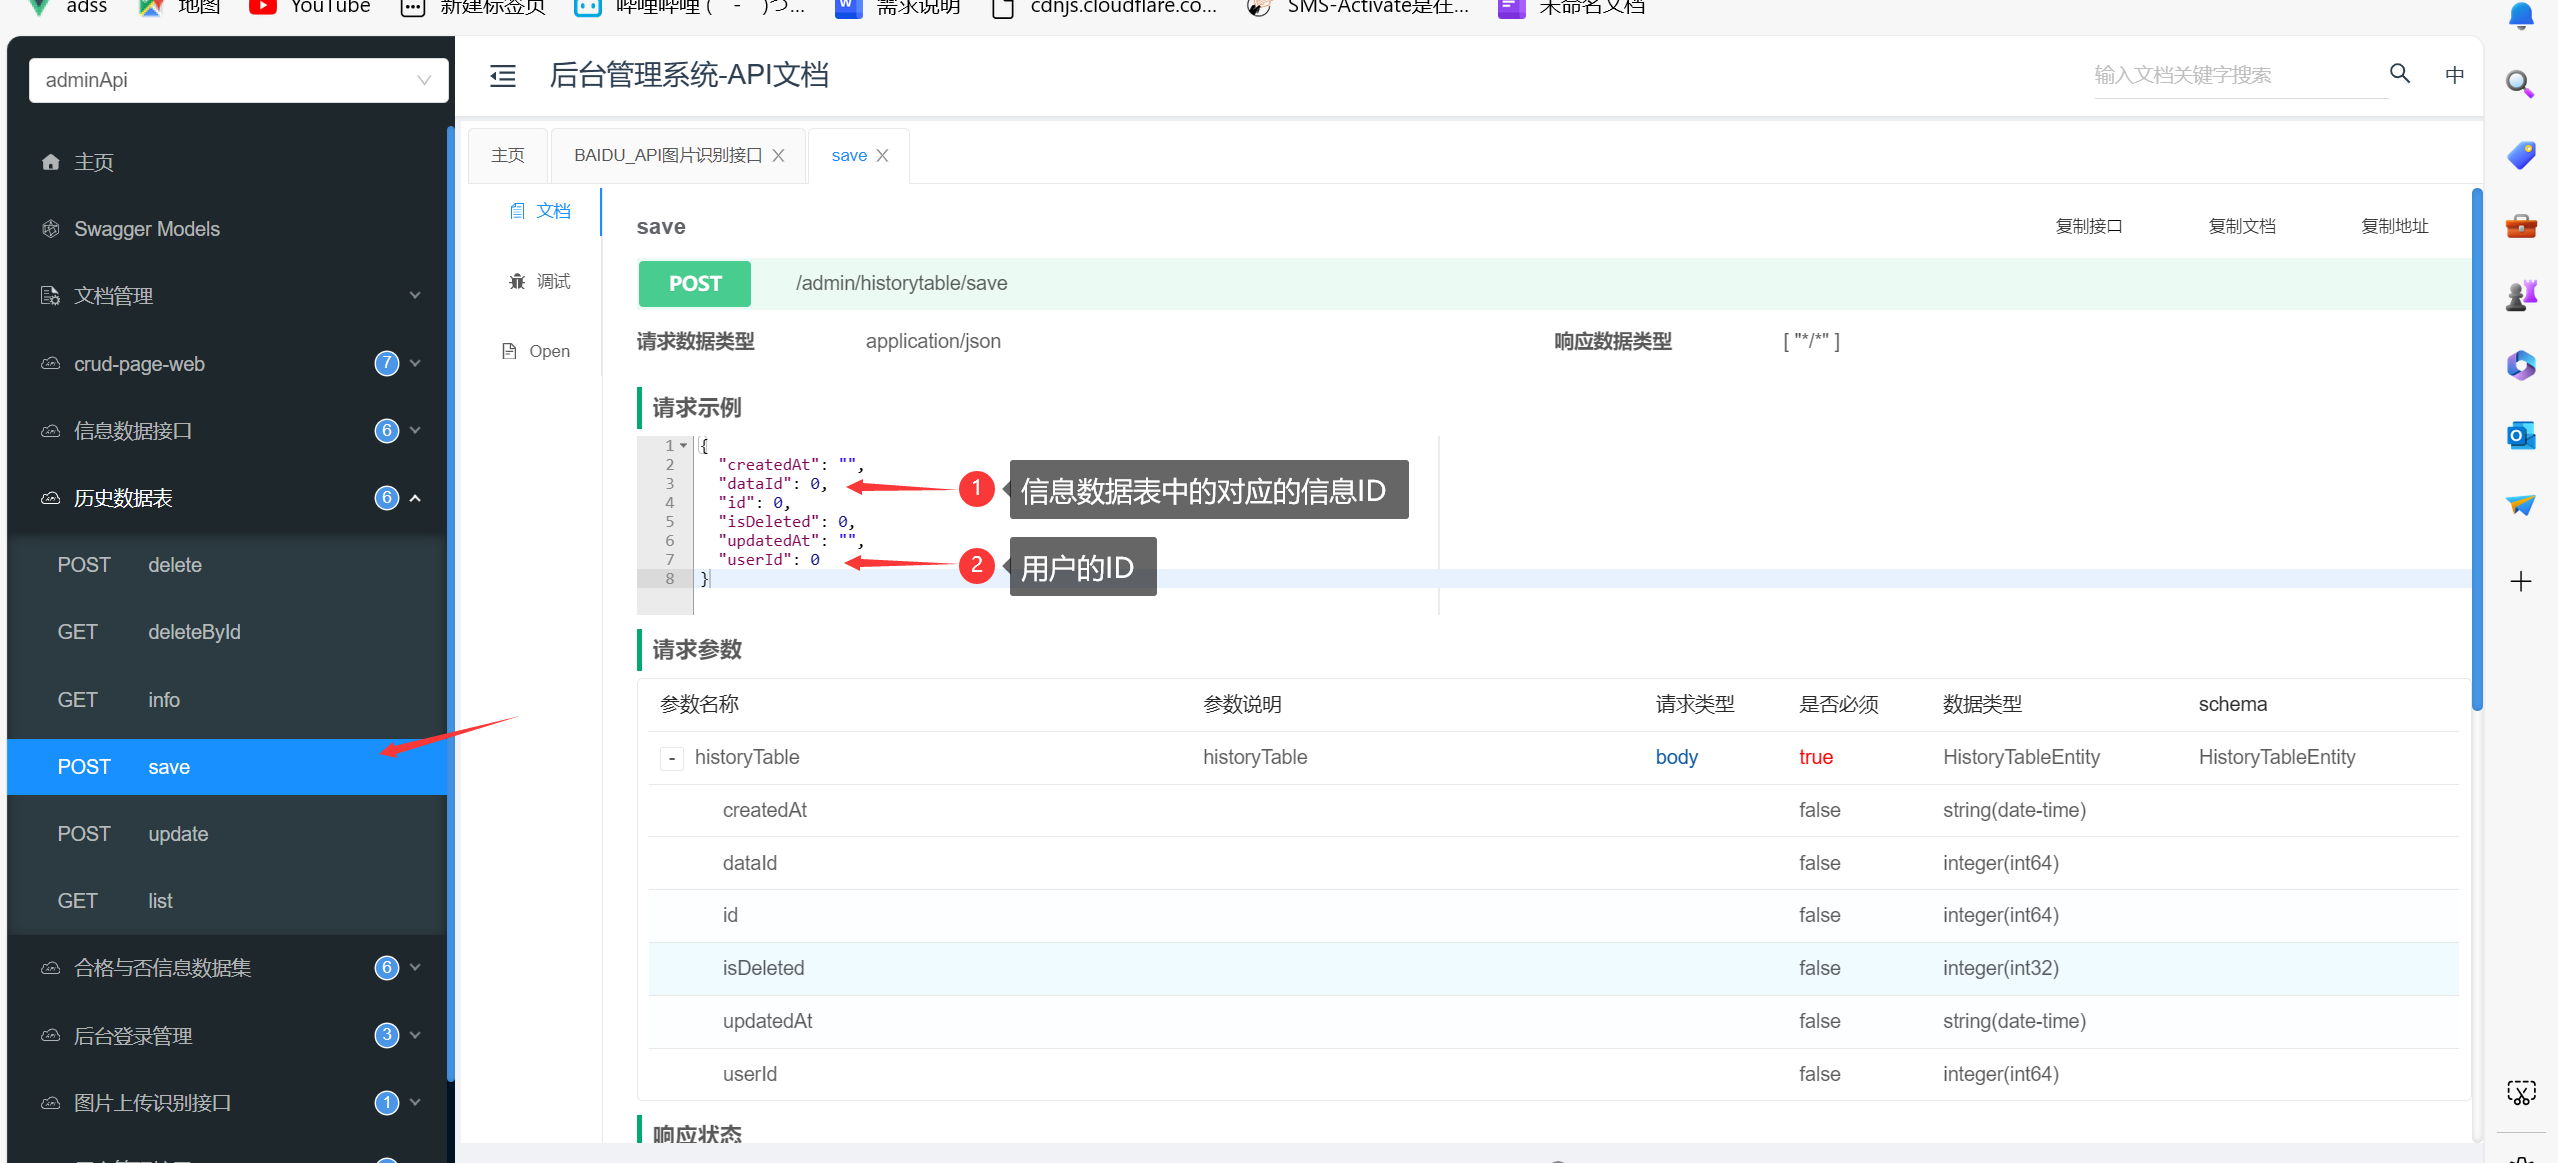 adss
地图
YouTube
新建标签页
哔哩哔哩 ( ゜- ゜)つ...
需求说明
cdnjs.cloudflare.co...
SMS-Activate是在...
未命名文档
adminApi
后台管理系统-API文档
输入文档关键字搜索
中
主页
Swagger Models
文档管理
crud-page-web 7
信息数据接口 6
历史数据表 6
POST delete
GET deleteById
GET info
POST save
POST update
GET list
合格与否信息数据集 6
后台登录管理 3
图片上传识别接口 1
主页
BAIDU_API图片识别接口
save
文档
调试
Open
save
复制接口
复制文档
复制地址
POST /admin/historytable/save
请求数据类型 application/json 响应数据类型 [ "*/*" ]
请求示例
1 {
2 "createdAt": "",
3 "dataId": 0,
4 "id": 0,
5 "isDeleted": 0,
6 "updatedAt": "",
7 "userId": 0
8 }
1 信息数据表中的对应的信息ID
2 用户的ID
请求参数
参数名称 参数说明 请求类型 是否必须 数据类型 schema
- historyTable historyTable body true HistoryTableEntity HistoryTableEntity
createdAt false string(date-time)
dataId false integer(int64)
id false integer(int64)
isDeleted false integer(int32)
updatedAt false string(date-time)
userId false integer(int64)
响应状态